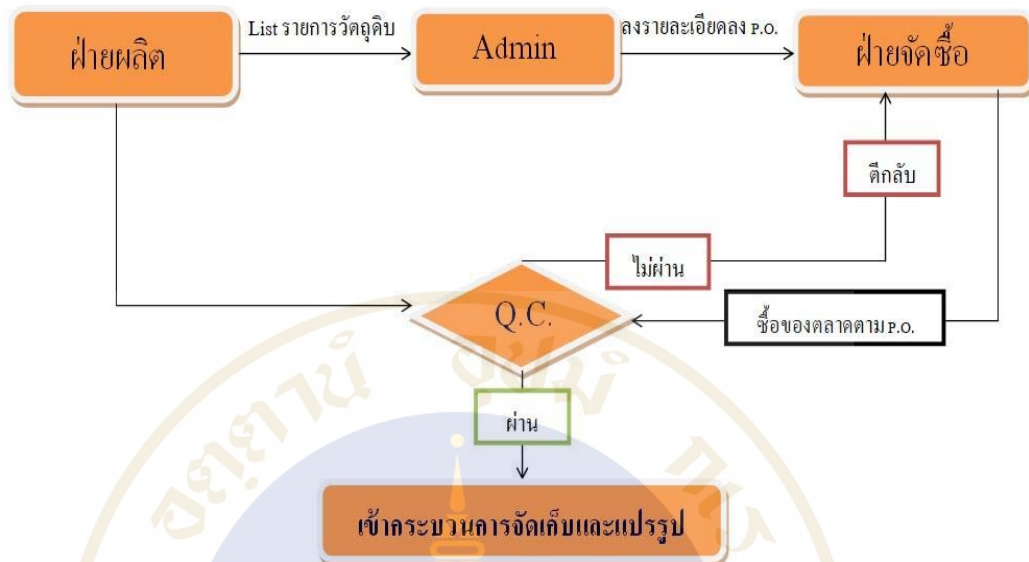 List รายการวัตถุดิบ
ลงรายละเอียดลง P.O.
ฝ่ายผลิต
Admin
ฝ่ายจัดซื้อ
ตีกลับ
ไม่ผ่าน
Q.C.
ซื้อของตลาดตาม P.O.
ผ่าน
เข้ากระบวนการจัดเก็บและแปรรูป